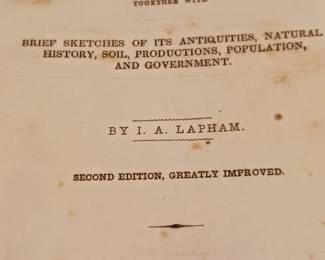 TOGETHER WITH
BRIEF SKETCHES OF ITS ANTIQUITIES, NATURAL
HISTORY, SOIL, PRODUCTIONS, POPULATION,
AND GOVERNMENT.
BY I. A. LAPHAM.
SECOND EDITION, GREATLY IMPROVED.